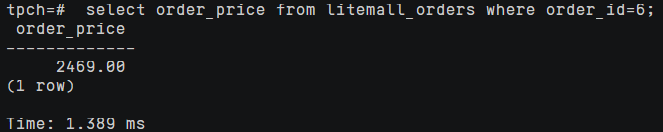 tpch=#  select order_price from litemall_orders where order_id=6;
 order_price
-------------
     2469.00
(1 row)

Time: 1.389 ms